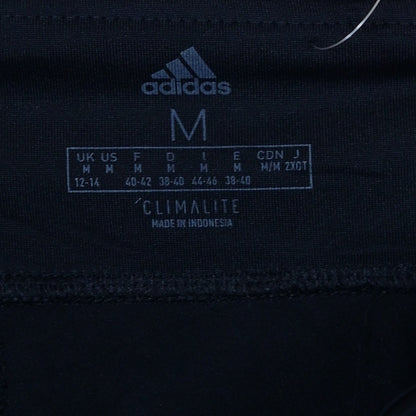 adidas
M
UK US F D I E CDN J
M M M M M M M/M 2XOT
12-14 40-42 38-40 44-46 38-40
CLIMALITE
MADE IN INDONESIA